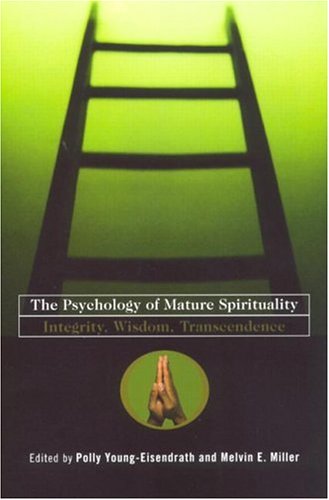 The Psychology of Mature Spirituality
Integrity, Wisdom, Transcendence
Edited by Polly Young-Eisendrath and Melvin E. Miller